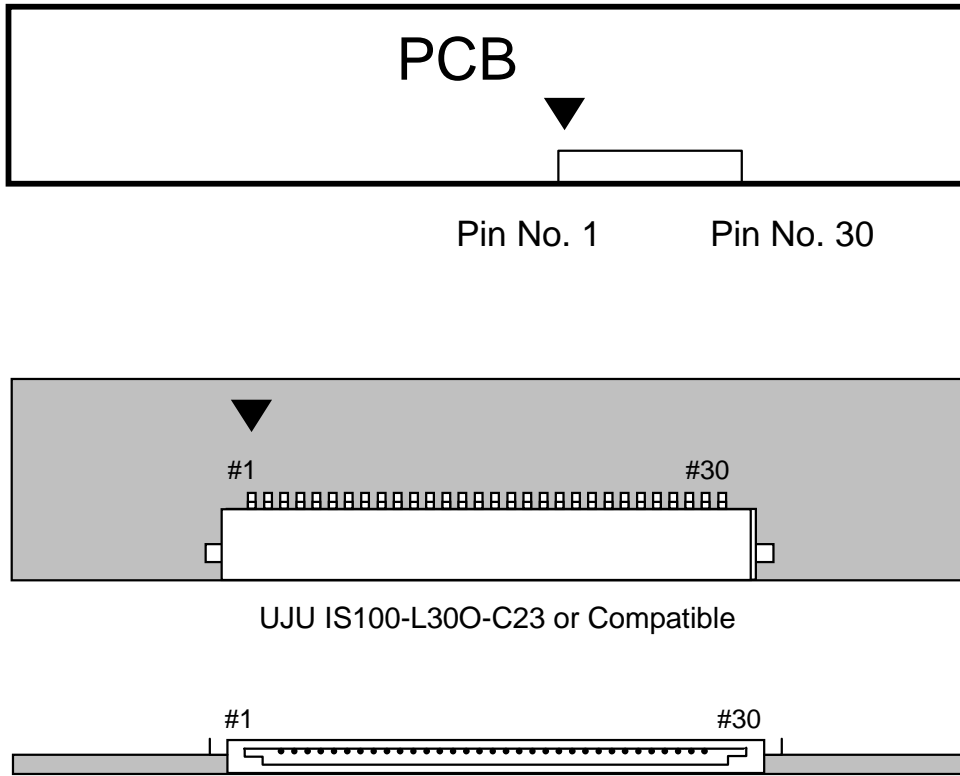 PCB
Pin No. 1 Pin No. 30
#1 #30
UJU IS100-L30O-C23 or Compatible
#1 #30